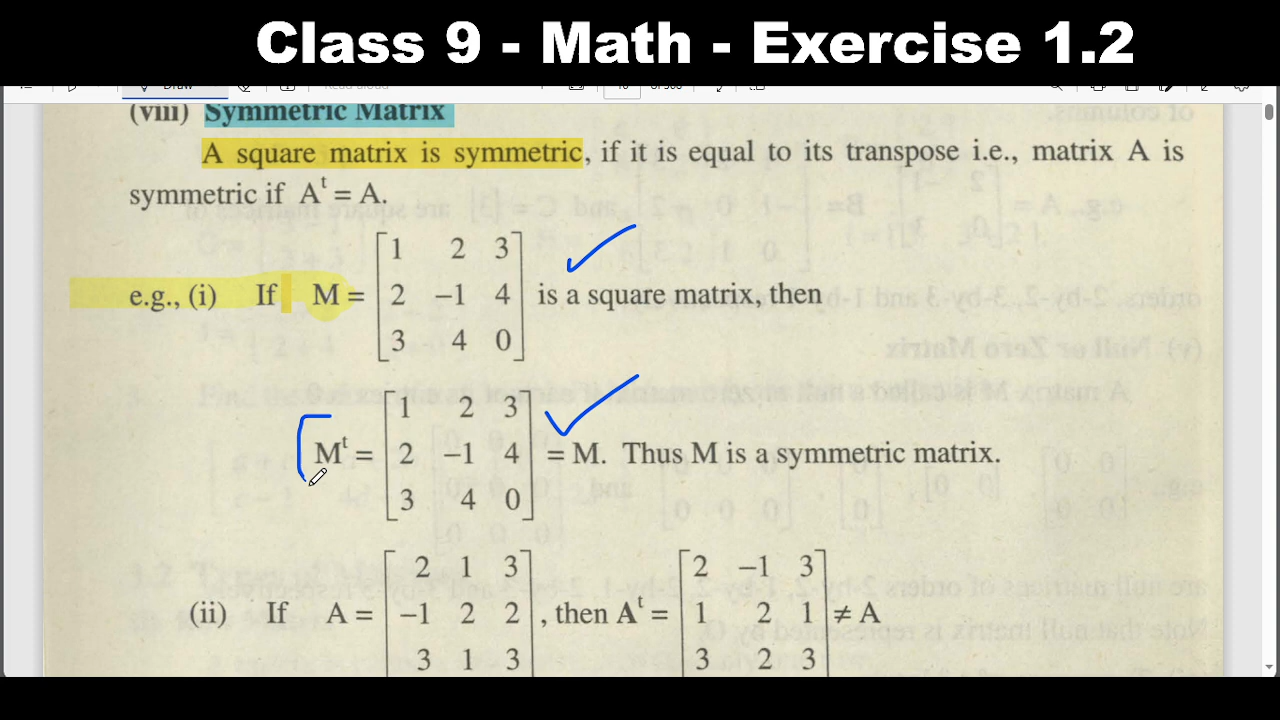 Class 9 - Math - Exercise 1.2
(viii) Symmetric Matrix
A square matrix is symmetric, if it is equal to its transpose i.e., matrix A is
symmetric if Aᵗ = A.
1 2 3
e.g., (i) If M = 2 −1 4 is a square matrix, then
3 4 0
1 2 3
Mᵗ = 2 −1 4 = M. Thus M is a symmetric matrix.
3 4 0
2 1 3 2 −1 3
(ii) If A = −1 2 2 , then Aᵗ = 1 2 1 ≠ A
3 1 3 3 2 3